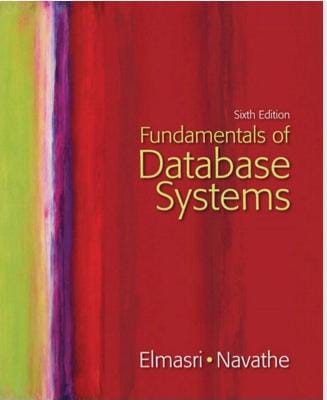 Sixth Edition
Fundamentals of
Database
Systems
Elmasri • Navathe